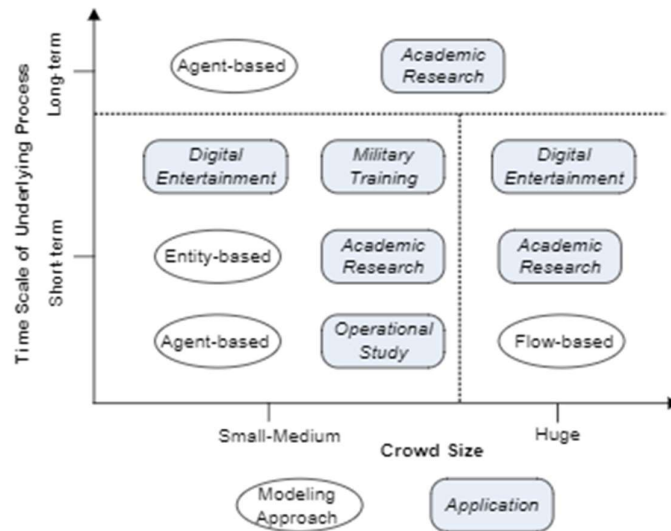 Time Scale of Underlying Process
Long-term
Short-term
Agent-based
Academic
Research
Digital
Entertainment
Military
Training
Digital
Entertainment
Entity-based
Academic
Research
Academic
Research
Agent-based
Operational
Study
Flow-based
Small-Medium
Huge
Crowd Size
Modeling
Approach
Application